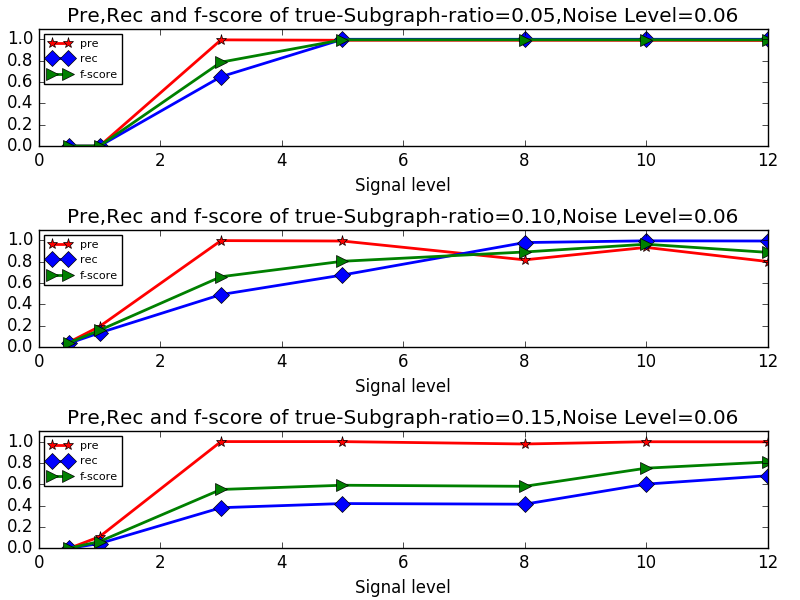 Pre,Rec and f-score of true-Subgraph-ratio=0.05,Noise Level=0.06
1.0
0.8
0.6
0.4
0.2
0.0
pre
rec
f-score
0 2 4 6 8 10 12
Signal level
Pre,Rec and f-score of true-Subgraph-ratio=0.10,Noise Level=0.06
1.0
0.8
0.6
0.4
0.2
0.0
pre
rec
f-score
0 2 4 6 8 10 12
Signal level
Pre,Rec and f-score of true-Subgraph-ratio=0.15,Noise Level=0.06
1.0
0.8
0.6
0.4
0.2
0.0
pre
rec
f-score
0 2 4 6 8 10 12
Signal level